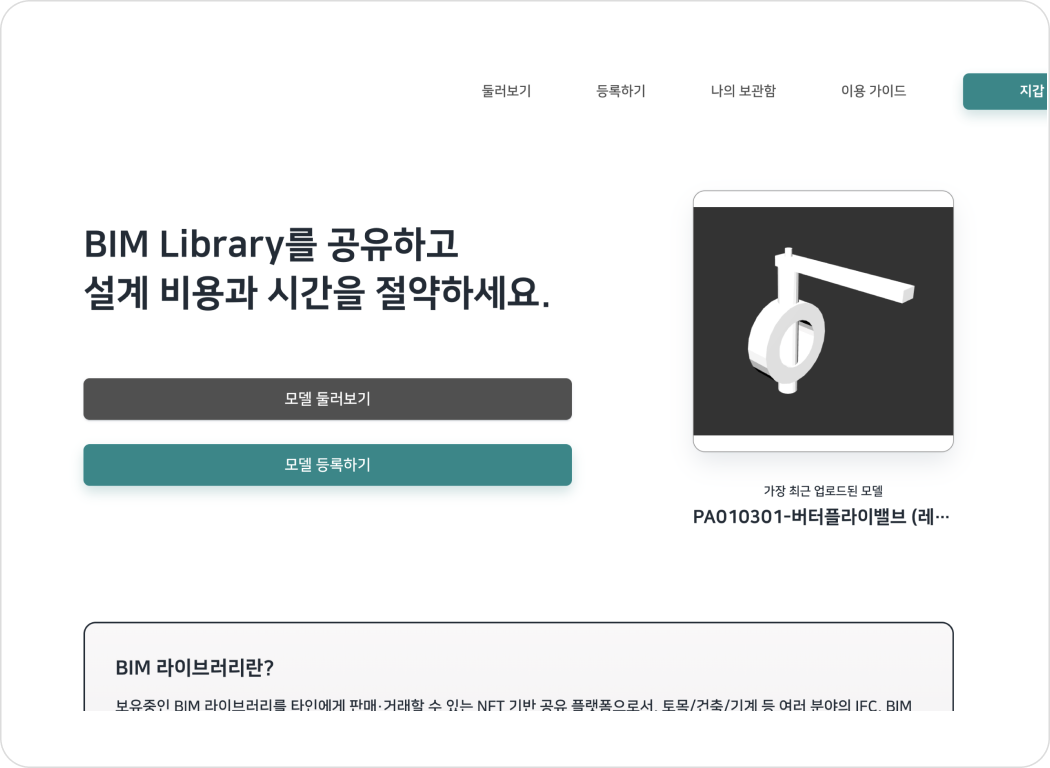 둘러보기
등록하기
나의 보관함
이용 가이드
지갑
BIM Library를 공유하고
설계 비용과 시간을 절약하세요.
모델 둘러보기
모델 등록하기
가장 최근 업로드된 모델
PA010301-버터플라이밸브 (레…
BIM 라이브러리란?
보유중인 BIM 라이브러리를 타인에게 판매·거래할 수 있는 NFT 기반 공유 플랫폼으로서, 토목/건축/기계 등 여러 분야의 IFC, BIM